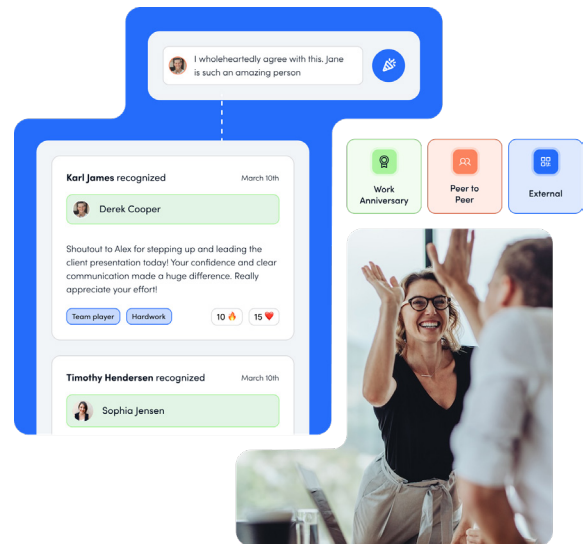 I wholeheartedly agree with this. Jane
is such an amazing person
Karl James recognized
March 10th
Derek Cooper
Shoutout to Alex for stepping up and leading the
client presentation today! Your confidence and clear
communication made a huge difference. Really
appreciate your effort!
Team player
Hardwork
10
15
Timothy Hendersen recognized
March 10th
Sophia Jensen
Work
Anniversary
Peer to
Peer
External